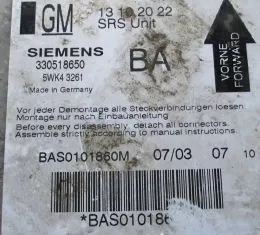 GM 13 10 20 22
SRS Unit
SIEMENS BA
330518650
5WK4 3261
Made in Germany
VORNE
FORWARD
Vor jeder Demontage alle Steckverbindungen loesen.
Montage nur nach Einbauanleitung
Before every disassembly, detach all connectors.
Assemble strictly according to manual instructions.
BAS0101860M 07/03 07 10
*BAS010186